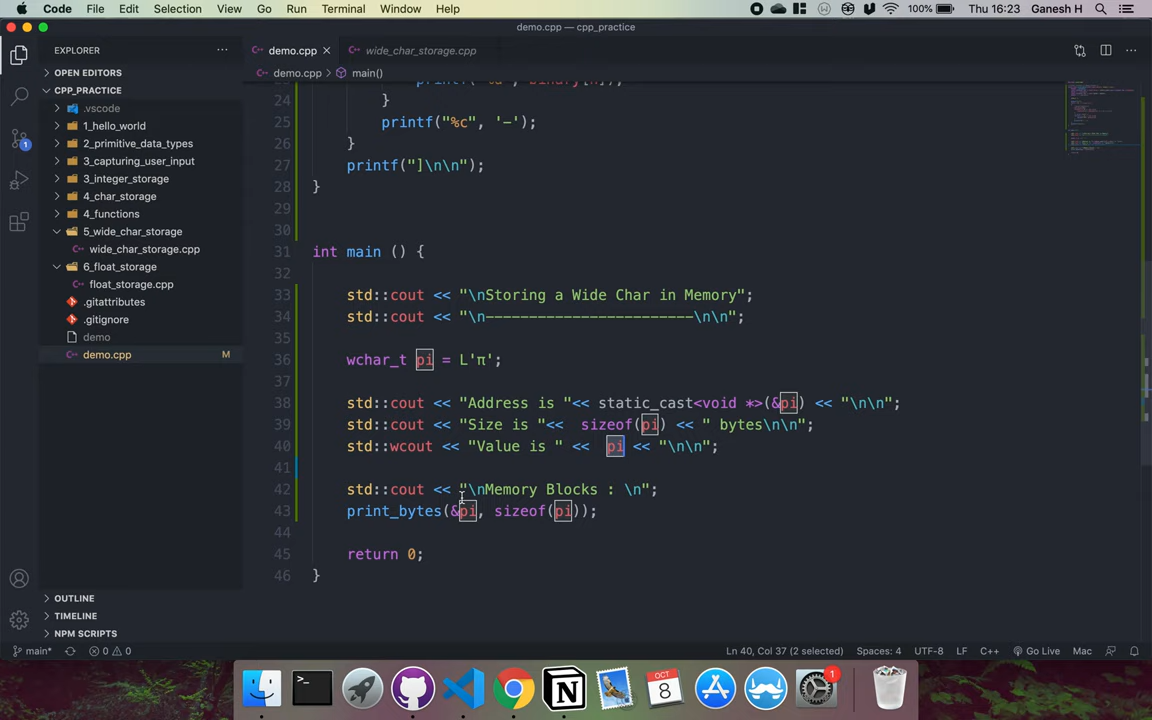 Code File Edit Selection View Go Run Terminal Window Help 100% Thu 16:23 Ganesh H
demo.cpp — cpp_practice
EXPLORER
demo.cpp
wide_char_storage.cpp
OPEN EDITORS
demo.cpp main()
CPP_PRACTICE
.vscode
1_hello_world
2_primitive_data_types
3_capturing_user_input
3_integer_storage
4_char_storage
4_functions
5_wide_char_storage
wide_char_storage.cpp
6_float_storage
float_storage.cpp
.gitattributes
.gitignore
demo
demo.cpp M
OUTLINE
TIMELINE
NPM SCRIPTS
24 }
25 printf("%c", '-');
26 }
27 printf("]\n\n");
28 }
29
30
31 int main () {
32
33 std::cout << "\nStoring a Wide Char in Memory";
34 std::cout << "\n------------------------\n\n";
35
36 wchar_t pi = L'π';
37
38 std::cout << "Address is "<< static_cast<void *>(&pi) << "\n\n";
39 std::cout << "Size is "<<  sizeof(pi) << " bytes\n\n";
40 std::wcout << "Value is " <<  pi << "\n\n";
41
42 std::cout << "\nMemory Blocks : \n";
43 print_bytes(&pi, sizeof(pi));
44
45 return 0;
46 }
main* 0 0 Ln 40, Col 37 (2 selected) Spaces: 4 UTF-8 LF C++ Go Live Mac
OCT
8
1